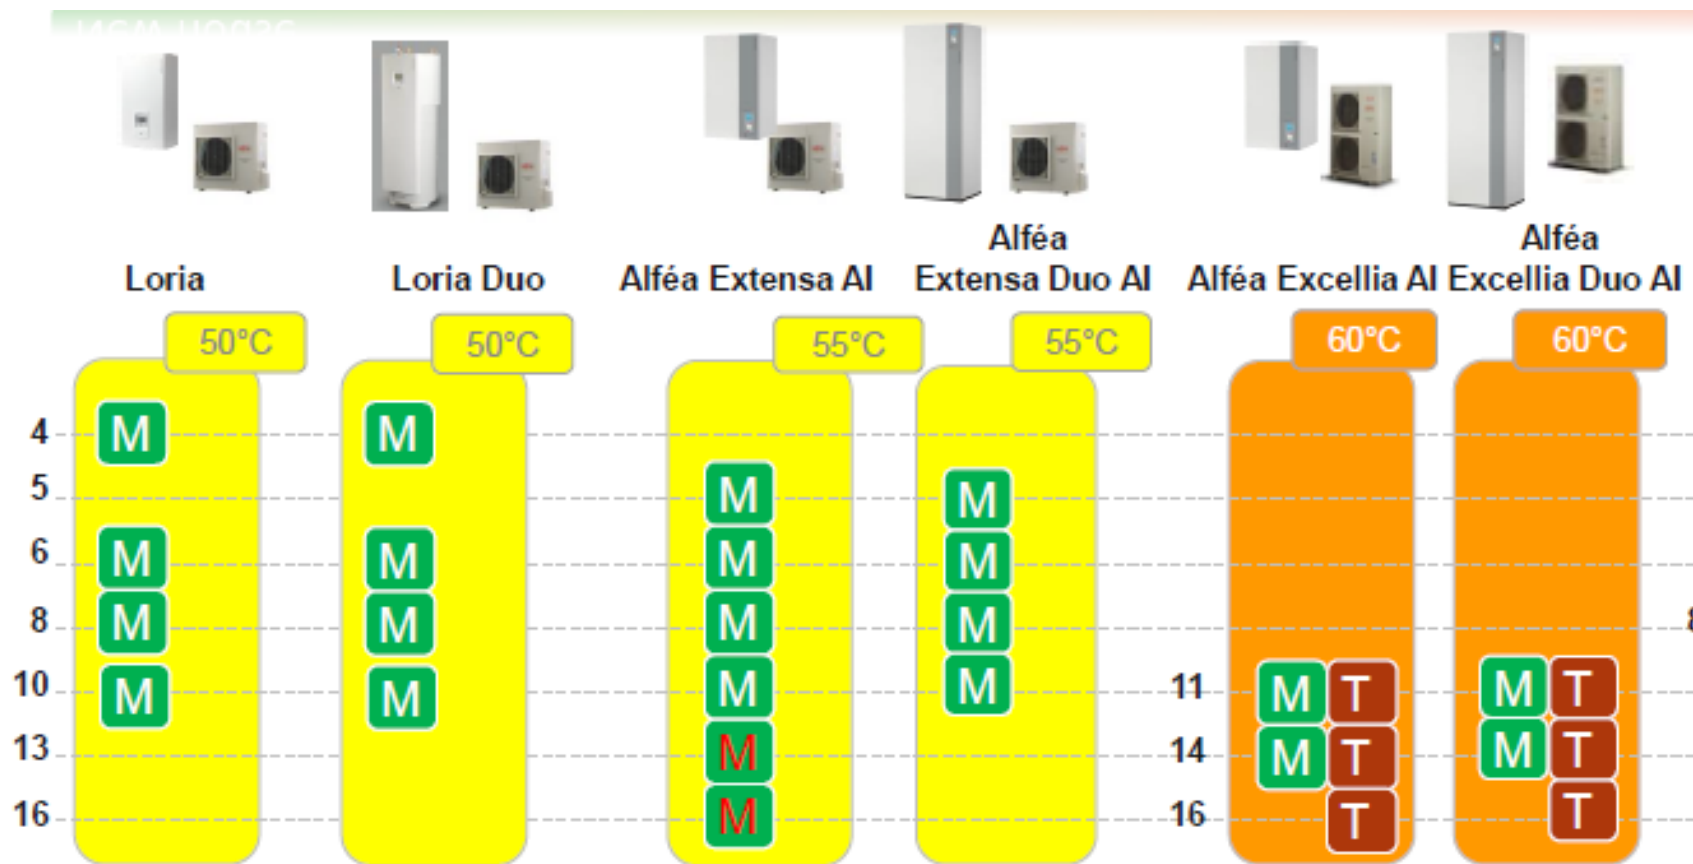 Alféa
Alféa
Loria
Loria Duo
Alféa Extensa AI
Extensa Duo AI
Alféa Excellia AI
Excellia Duo AI
50°C
50°C
55°C
55°C
60°C
60°C
4 M M
5 M M
6 M M M M
8 M M M M
10 M M M M 11 M T M T
13 M 14 M T M T
16 M 16 T T